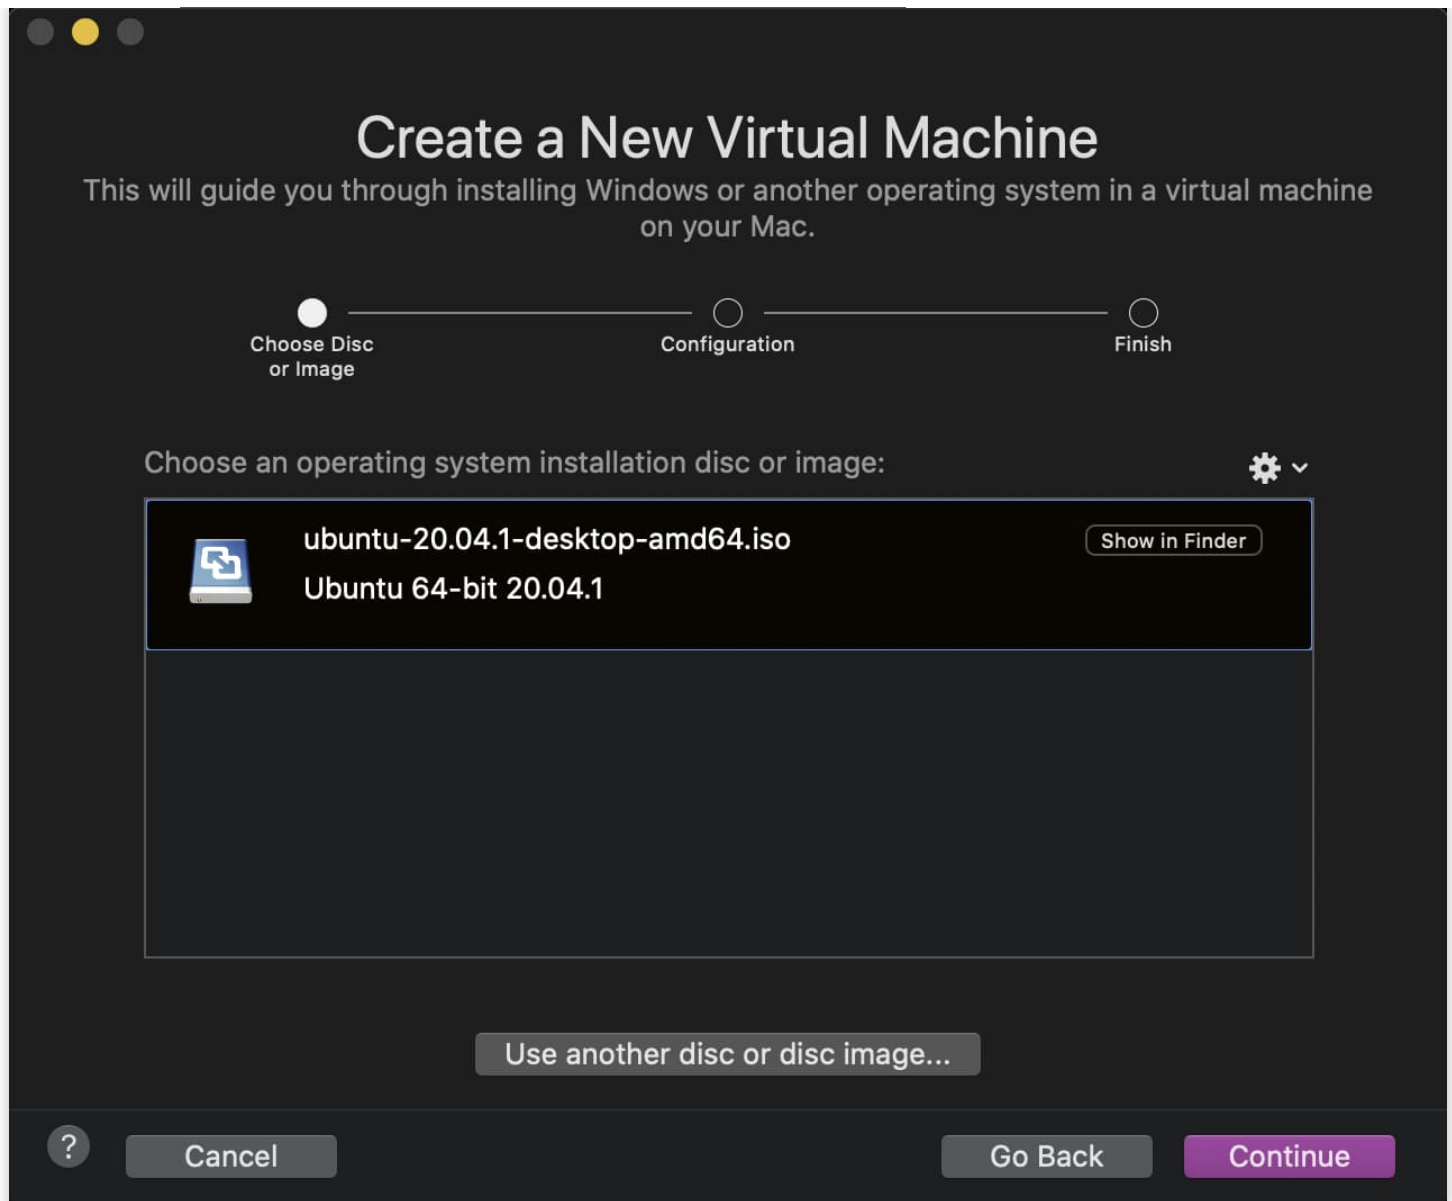 Create a New Virtual Machine
This will guide you through installing Windows or another operating system in a virtual machine
on your Mac.
Choose Disc
or Image
Configuration
Finish
Choose an operating system installation disc or image:
ubuntu-20.04.1-desktop-amd64.iso
Show in Finder
Ubuntu 64-bit 20.04.1
Use another disc or disc image...
?
Cancel
Go Back
Continue